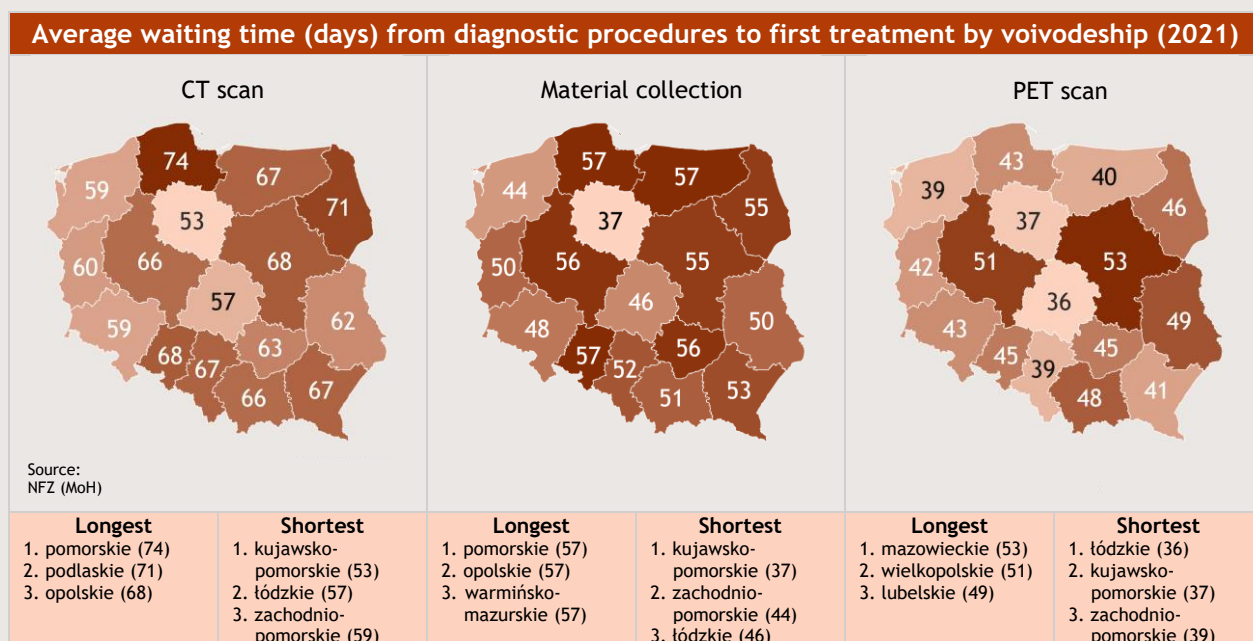 Average waiting time (days) from diagnostic procedures to first treatment by voivodeship (2021)
CT scan
74
67
59
71
53
66
68
60
57
62
59
63
68
67
66
67
Source:
NFZ (MoH)
Material collection
57
57
44
55
37
56
55
50
46
50
48
56
57
52
51
53
PET scan
43
40
39
46
37
51
53
42
36
49
43
45
45
39
48
41
Longest
1. pomorskie (74)
2. podlaskie (71)
3. opolskie (68)
Shortest
1. kujawsko-
pomorskie (53)
2. łódzkie (57)
3. zachodnio-
pomorskie (59)
Longest
1. pomorskie (57)
2. opolskie (57)
3. warmińsko-
mazurskie (57)
Shortest
1. kujawsko-
pomorskie (37)
2. zachodnio-
pomorskie (44)
3. łódzkie (46)
Longest
1. mazowieckie (53)
2. wielkopolskie (51)
3. lubelskie (49)
Shortest
1. łódzkie (36)
2. kujawsko-
pomorskie (37)
3. zachodnio-
pomorskie (39)